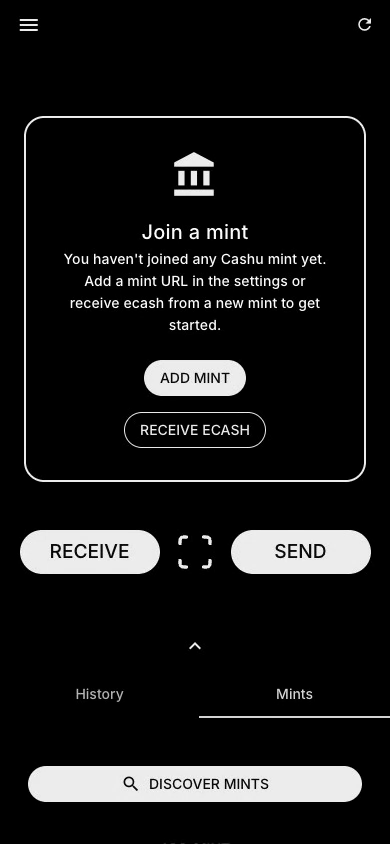 Join a mint
You haven't joined any Cashu mint yet.
Add a mint URL in the settings or
receive ecash from a new mint to get
started.
ADD MINT
RECEIVE ECASH
RECEIVE
SEND
History
Mints
DISCOVER MINTS